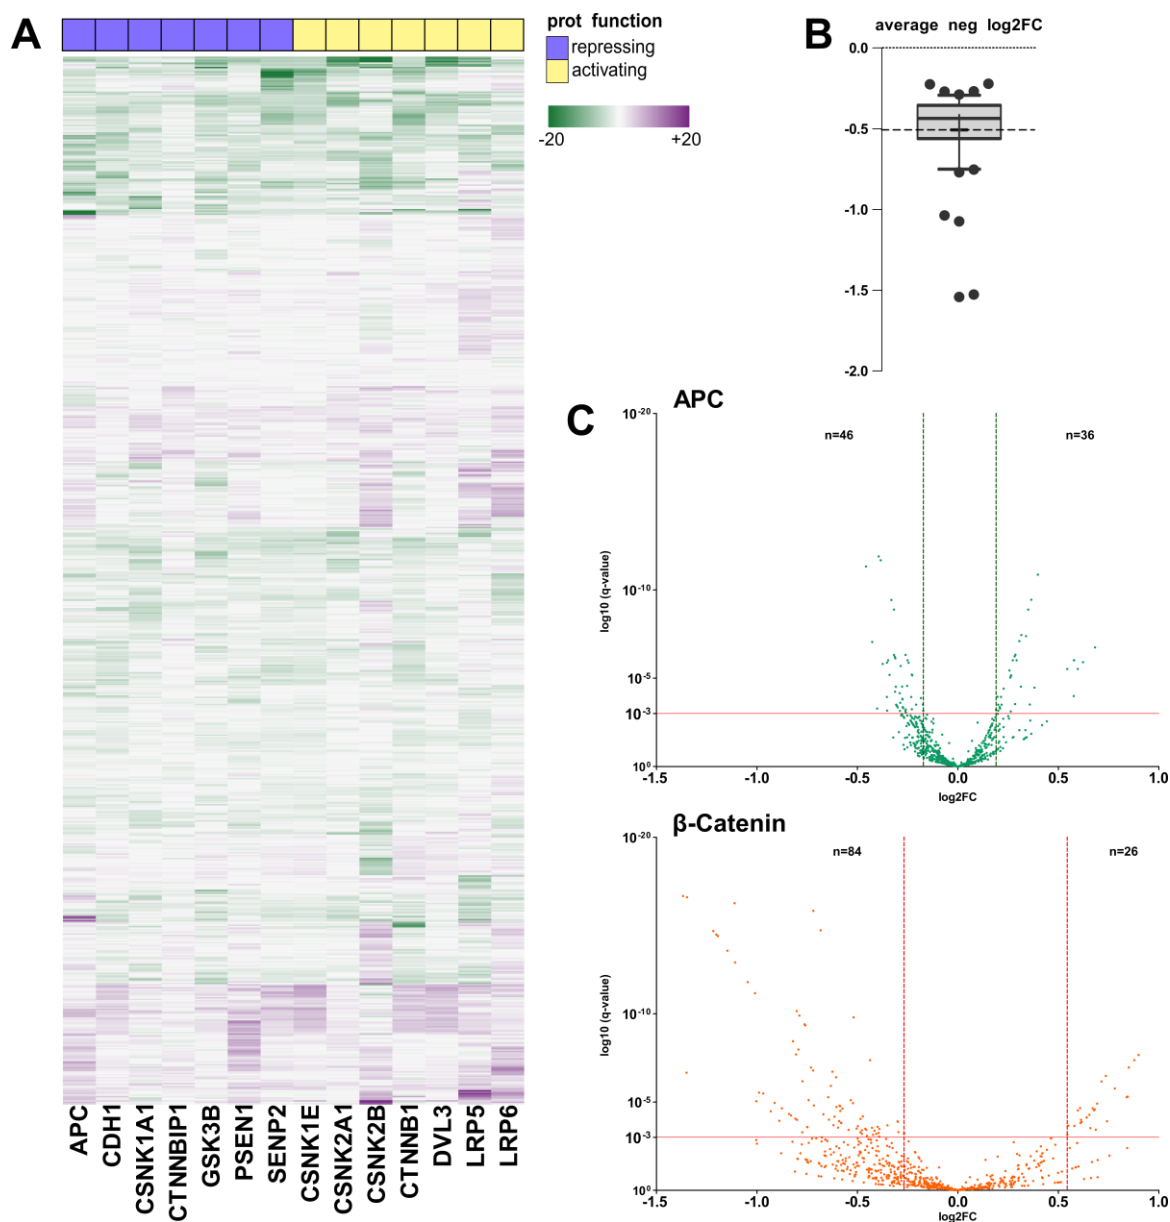 A
prot function
repressing
activating
-20 +20
APC
CDH1
CSNK1A1
CTNNBIP1
GSK3B
PSEN1
SENP2
CSNK1E
CSNK2A1
CSNK2B
CTNNB1
DVL3
LRP5
LRP6
B
average neg log2FC
0.0
-0.5
-1.0
-1.5
-2.0
C
APC
n=46 n=36
log10 (q-value)
10-20
10-10
10-5
10-3
100
-1.5 -1.0 -0.5 0.0 0.5 1.0
log2FC
β-Catenin
n=84 n=26
log10 (q-value)
10-20
10-10
10-5
10-3
100
-1.5 -1.0 -0.5 0.0 0.5 1.0
log2FC